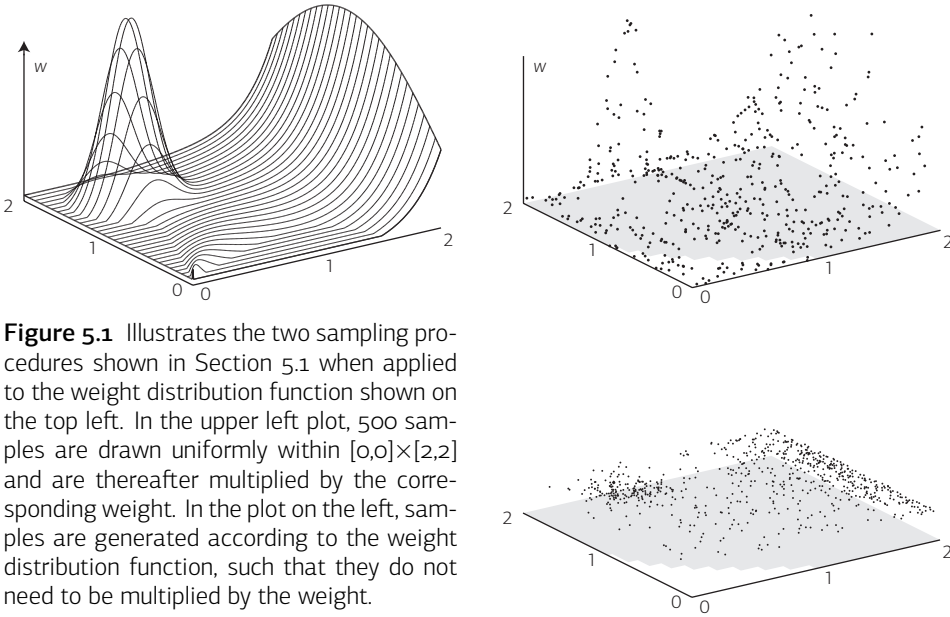 w
2
1
0
0
1
2
w
2
1
0
0
1
2
Figure 5.1 Illustrates the two sampling pro-
cedures shown in Section 5.1 when applied
to the weight distribution function shown on
the top left. In the upper left plot, 500 sam-
ples are drawn uniformly within [0,0]×[2,2]
and are thereafter multiplied by the corre-
sponding weight. In the plot on the left, sam-
ples are generated according to the weight
distribution function, such that they do not
need to be multiplied by the weight.
2
1
0
0
1
2